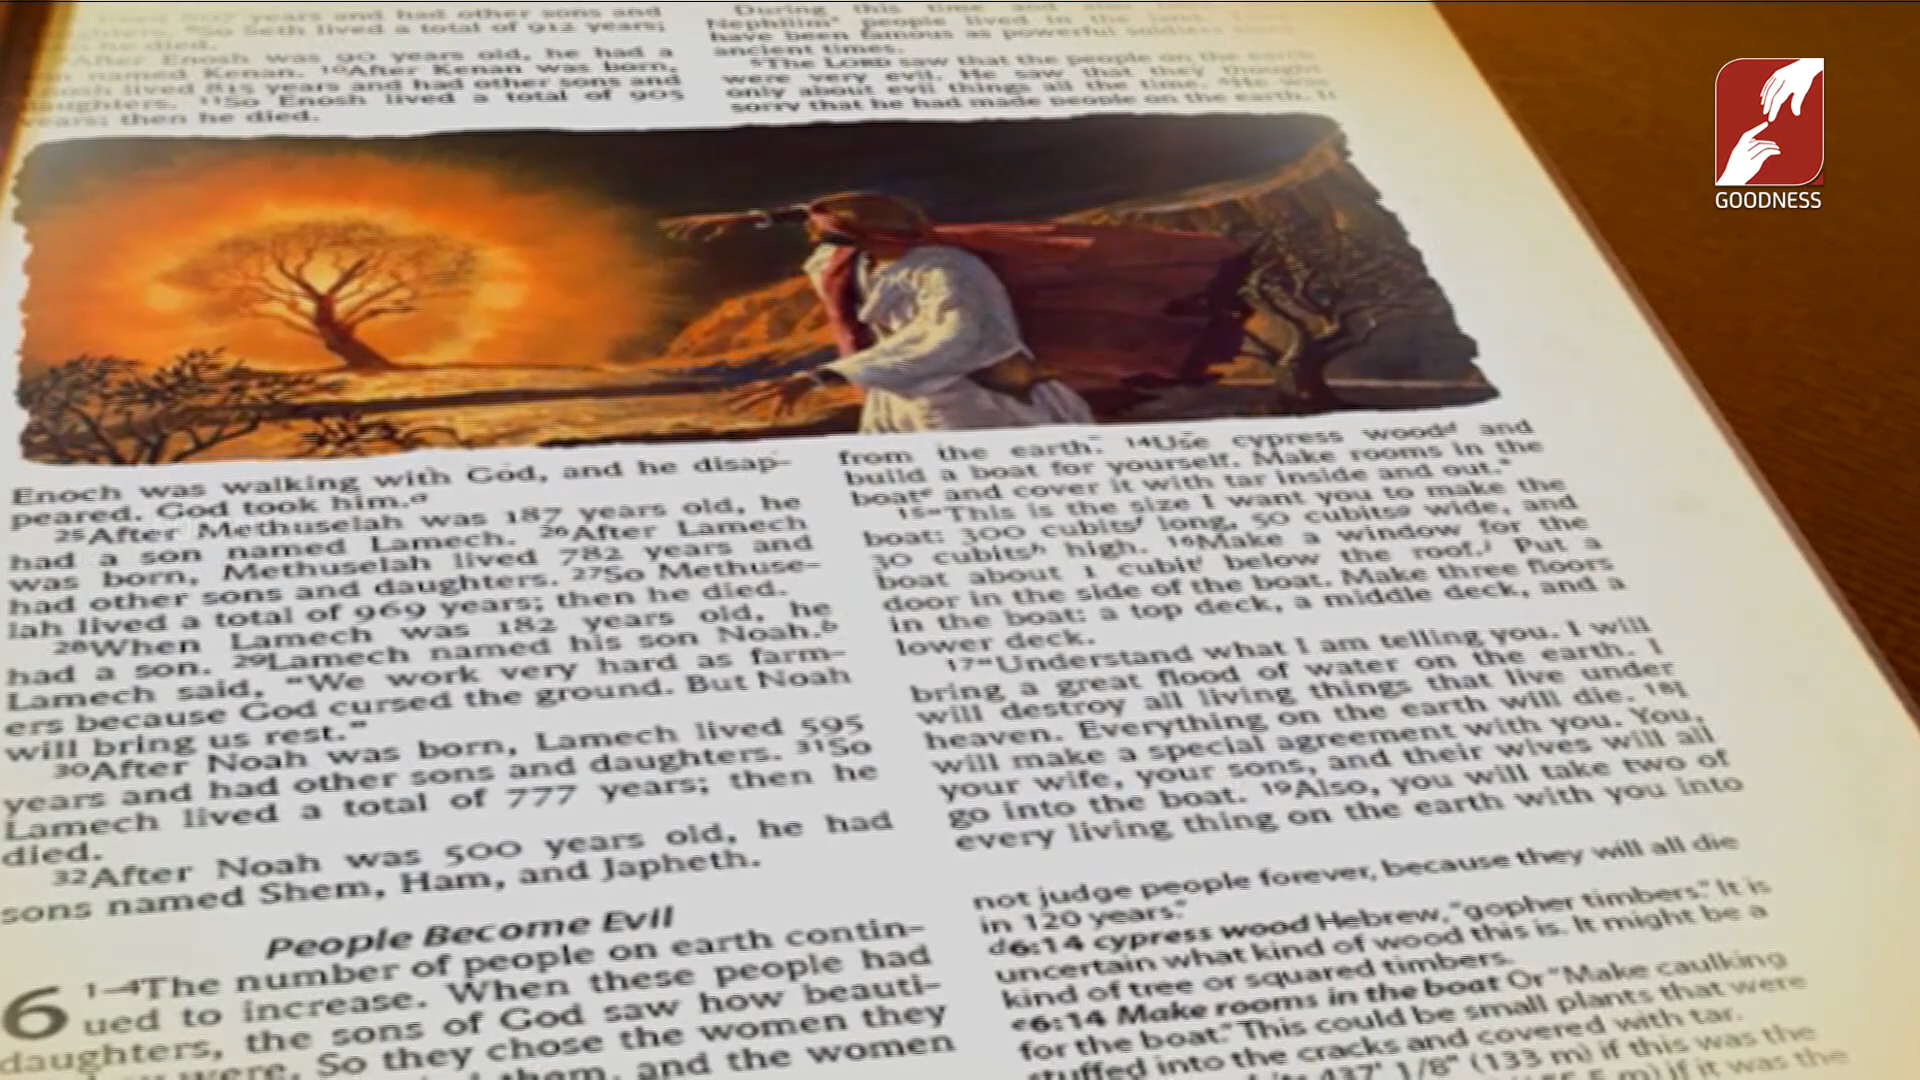 ghters. ⁸So Seth lived a total of 912 years;
he died.
⁹After Enosh was 90 years old, he had a
son named Kenan. ¹⁰After Kenan was born,
Enosh lived 815 years and had other sons and
daughters. ¹¹So Enosh lived a total of 905
years; then he died.
Enoch was walking with God, and he disap-
peared. God took him.ᵃ
²⁵After Methuselah was 187 years old, he
had a son named Lamech. ²⁶After Lamech
was born, Methuselah lived 782 years and
had other sons and daughters. ²⁷So Methuse-
lah lived a total of 969 years; then he died.
²⁸When Lamech was 182 years old, he
had a son. ²⁹Lamech named his son Noah.ᵇ
Lamech said, "We work very hard as farm-
ers because God cursed the ground. But Noah
will bring us rest."
³⁰After Noah was born, Lamech lived 595
years and had other sons and daughters. ³¹So
Lamech lived a total of 777 years; then he
died.
³²After Noah was 500 years old, he had
sons named Shem, Ham, and Japheth.
People Become Evil
6 ¹⁻⁴The number of people on earth contin-
ued to increase. When these people had
daughters, the sons of God saw how beauti-
were. So they chose the women they
them, and the women
During this time and also
Nephilim people lived in the land.
have been famous as powerful soldiers
ancient times.
⁵The LORD saw that the people on the earth
were very evil. He saw that they thought
only about evil things all the time. ⁶He was
sorry that he had made people on the earth. It
from the earth. ¹⁴Use cypress woodᵈ and
build a boat for yourself. Make rooms in the
boatᵉ and cover it with tar inside and out."
¹⁵"This is the size I want you to make the
boat: 300 cubitsᶠ long, 50 cubitsᵍ wide, and
30 cubitsʰ high. ¹⁶Make a window for the
boat about 1 cubitⁱ below the roof.ʲ Put a
door in the side of the boat. Make three floors
in the boat: a top deck, a middle deck, and a
lower deck.
¹⁷"Understand what I am telling you. I will
bring a great flood of water on the earth. I
will destroy all living things that live under
heaven. Everything on the earth will die. ¹⁸I
will make a special agreement with you. You,
your wife, your sons, and their wives will all
go into the boat. ¹⁹Also, you will take two of
every living thing on the earth with you into
not judge people forever, because they will all die
in 120 years."
ᵈ6:14 cypress wood Hebrew, "gopher timbers." It is
uncertain what kind of wood this is. It might be a
kind of tree or squared timbers.
ᵉ6:14 Make rooms in the boat Or "Make caulking
for the boat." This could be small plants that were
stuffed into the cracks and covered with tar.
437' 1/8" (133 m) if this was the
m) if it was the
GOODNESS